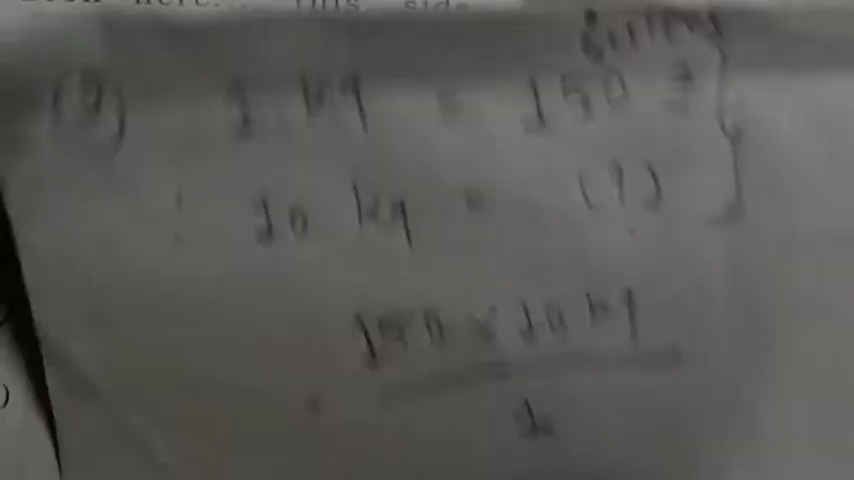 (9) 1 kg = 150 ₹
10 kg = (?)
150 x 10 kg
1